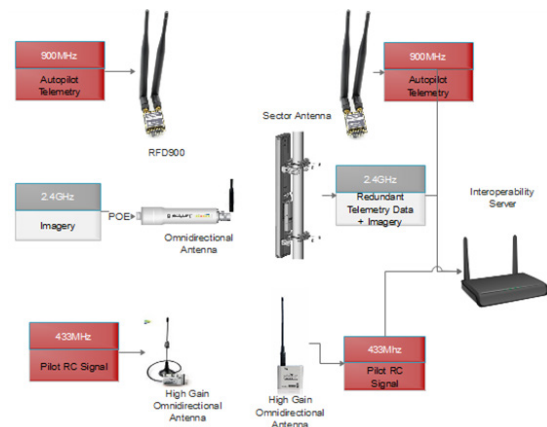 900MHz
Autopilot
Telemetry
RFD900
900MHz
Autopilot
Telemetry
Sector Antenna
2.4GHz
Imagery
POE
Omnidirectional
Antenna
2.4GHz
Redundant
Telemetry Data
+ Imagery
Interoperability
Server
433MHz
Pilot RC Signal
High Gain
Omnidirectional
Antenna
High Gain
Omnidirectional
Antenna
433MHz
Pilot RC
Signal